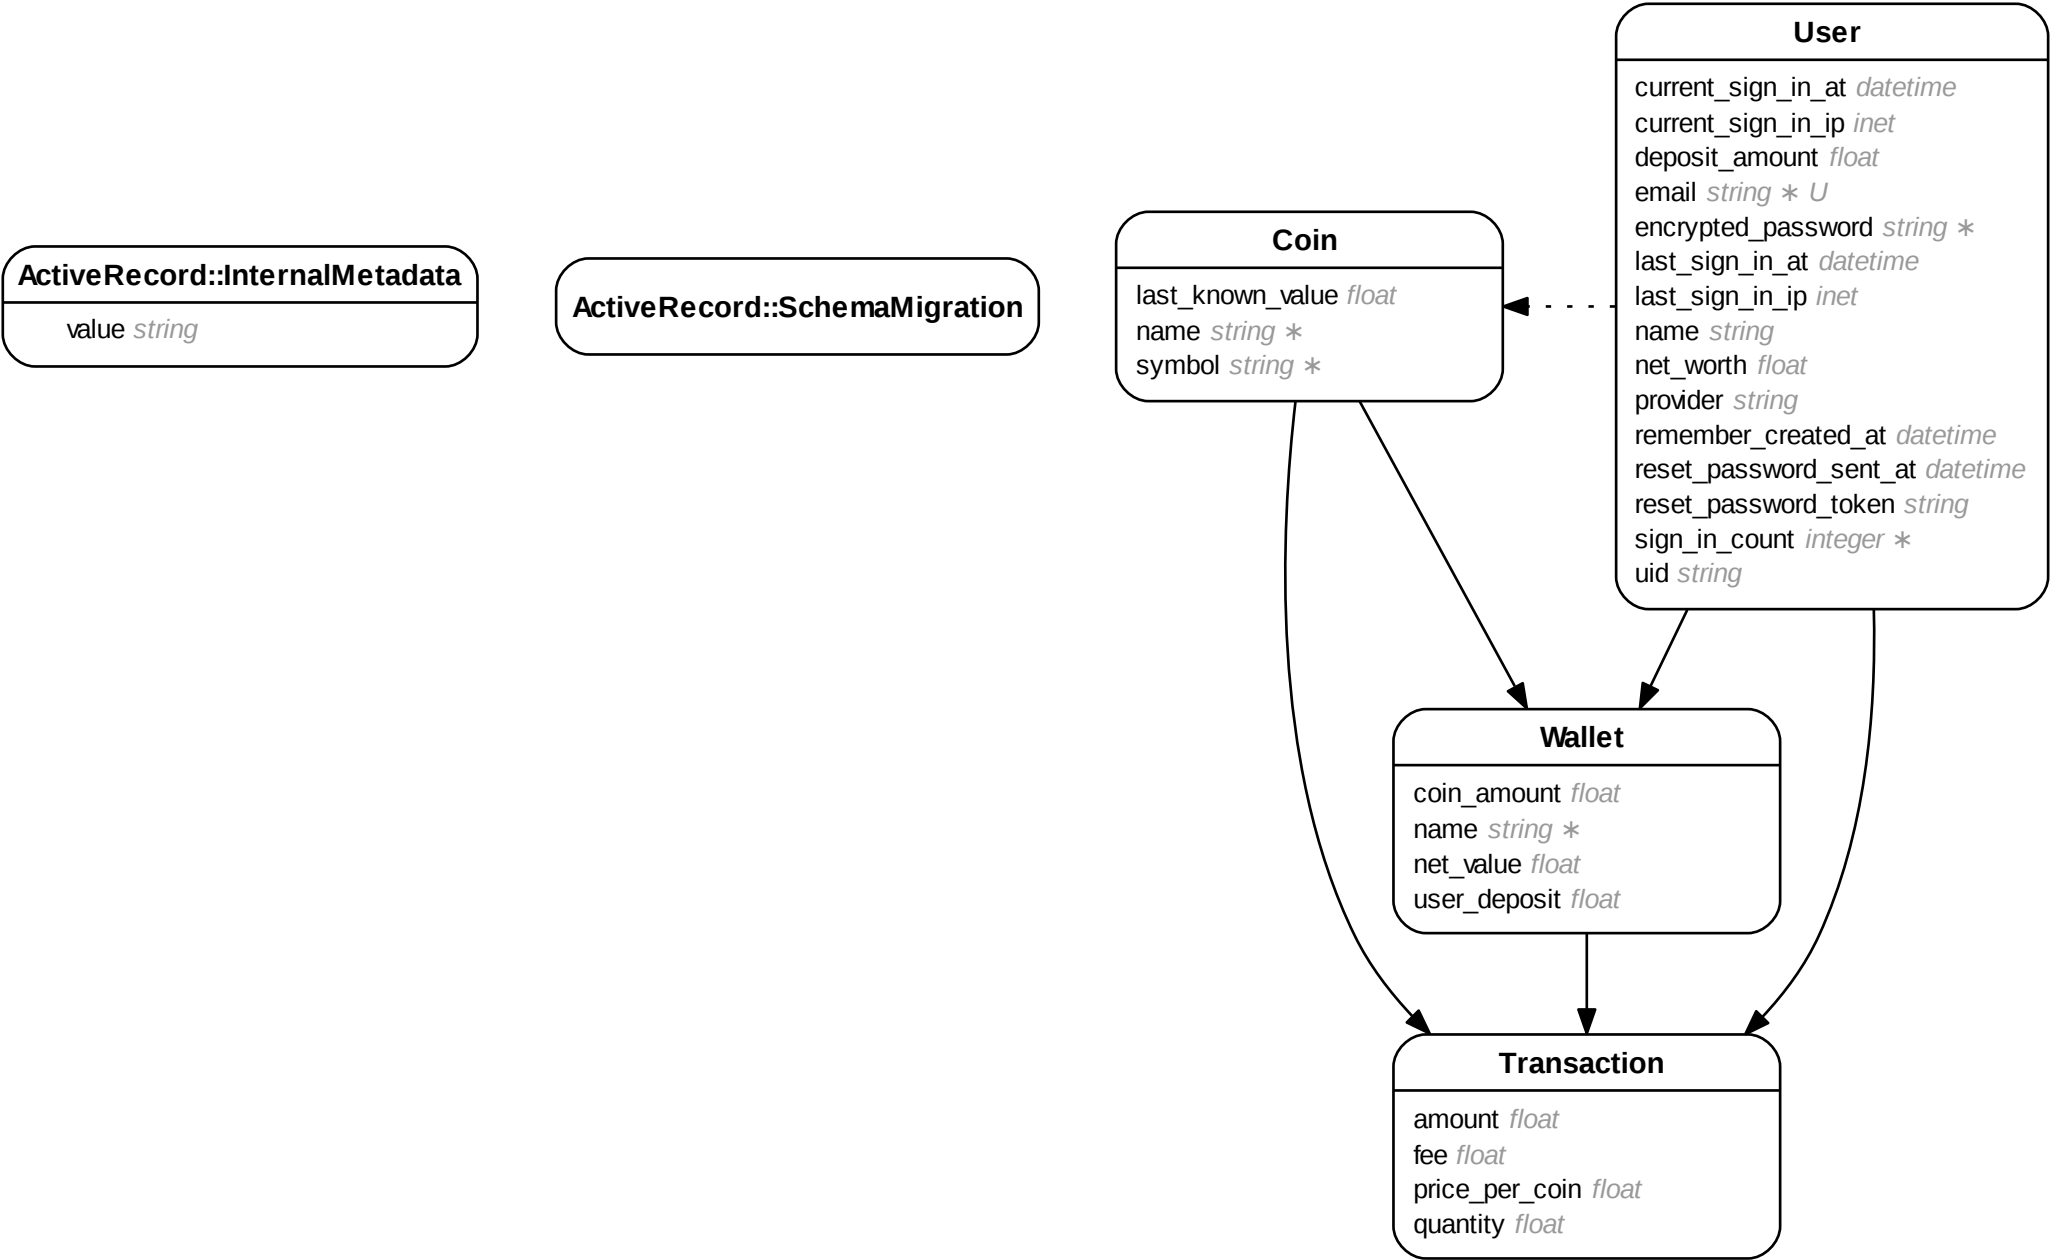 ActiveRecord::InternalMetadata
value string
ActiveRecord::SchemaMigration
Coin
last_known_value float
name string ∗
symbol string ∗
User
current_sign_in_at datetime
current_sign_in_ip inet
deposit_amount float
email string ∗ U
encrypted_password string ∗
last_sign_in_at datetime
last_sign_in_ip inet
name string
net_worth float
provider string
remember_created_at datetime
reset_password_sent_at datetime
reset_password_token string
sign_in_count integer ∗
uid string
Wallet
coin_amount float
name string ∗
net_value float
user_deposit float
Transaction
amount float
fee float
price_per_coin float
quantity float